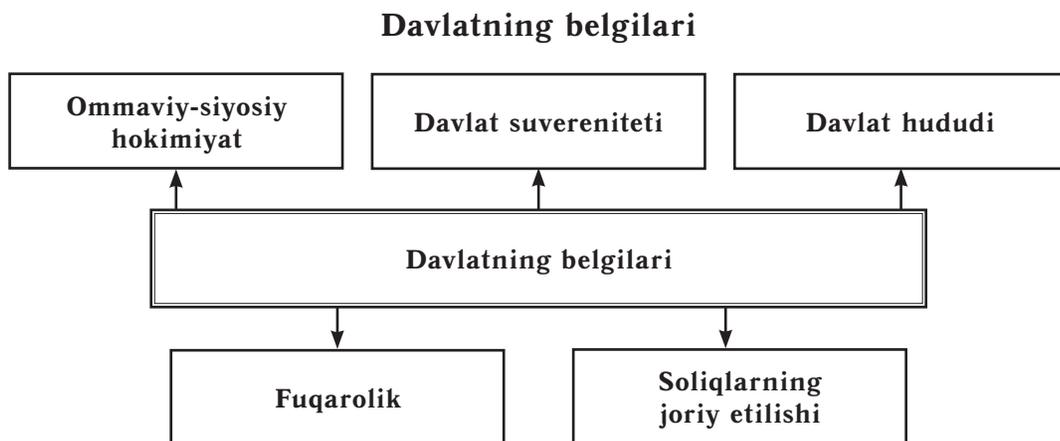 Davlatning belgilari
Ommaviy-siyosiy
hokimiyat
Davlat suvereniteti
Davlat hududi
Davlatning belgilari
Fuqarolik
Soliqlarning
joriy etilishi